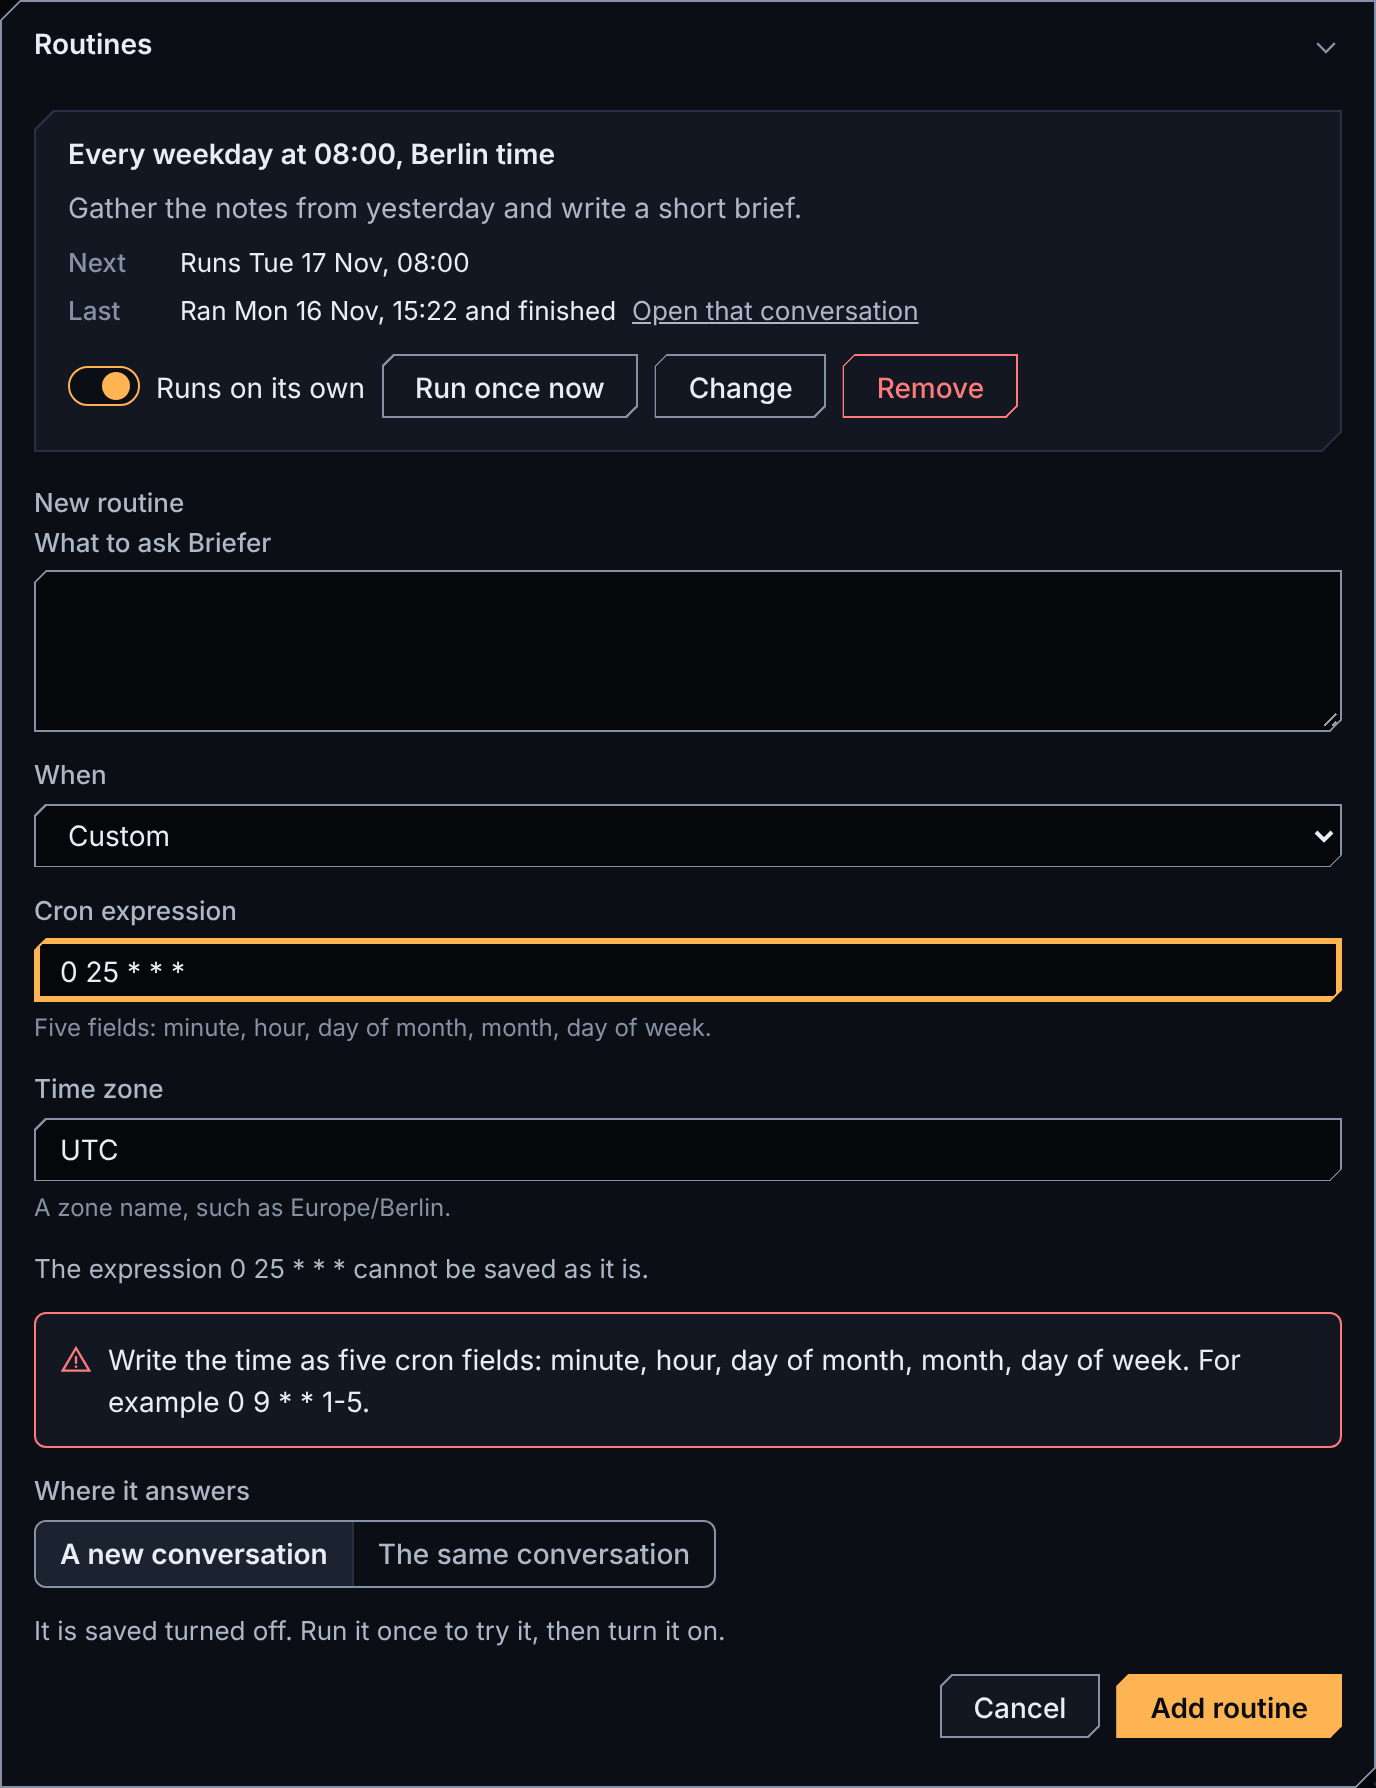 Routines
Every weekday at 08:00, Berlin time
Gather the notes from yesterday and write a short brief.
Next Runs Tue 17 Nov, 08:00
Last Ran Mon 16 Nov, 15:22 and finished Open that conversation
Runs on its own Run once now Change Remove
New routine
What to ask Briefer
When
Custom
Cron expression
0 25 * * *
Five fields: minute, hour, day of month, month, day of week.
Time zone
UTC
A zone name, such as Europe/Berlin.
The expression 0 25 * * * cannot be saved as it is.
Write the time as five cron fields: minute, hour, day of month, month, day of week. For
example 0 9 * * 1-5.
Where it answers
A new conversation The same conversation
It is saved turned off. Run it once to try it, then turn it on.
Cancel Add routine